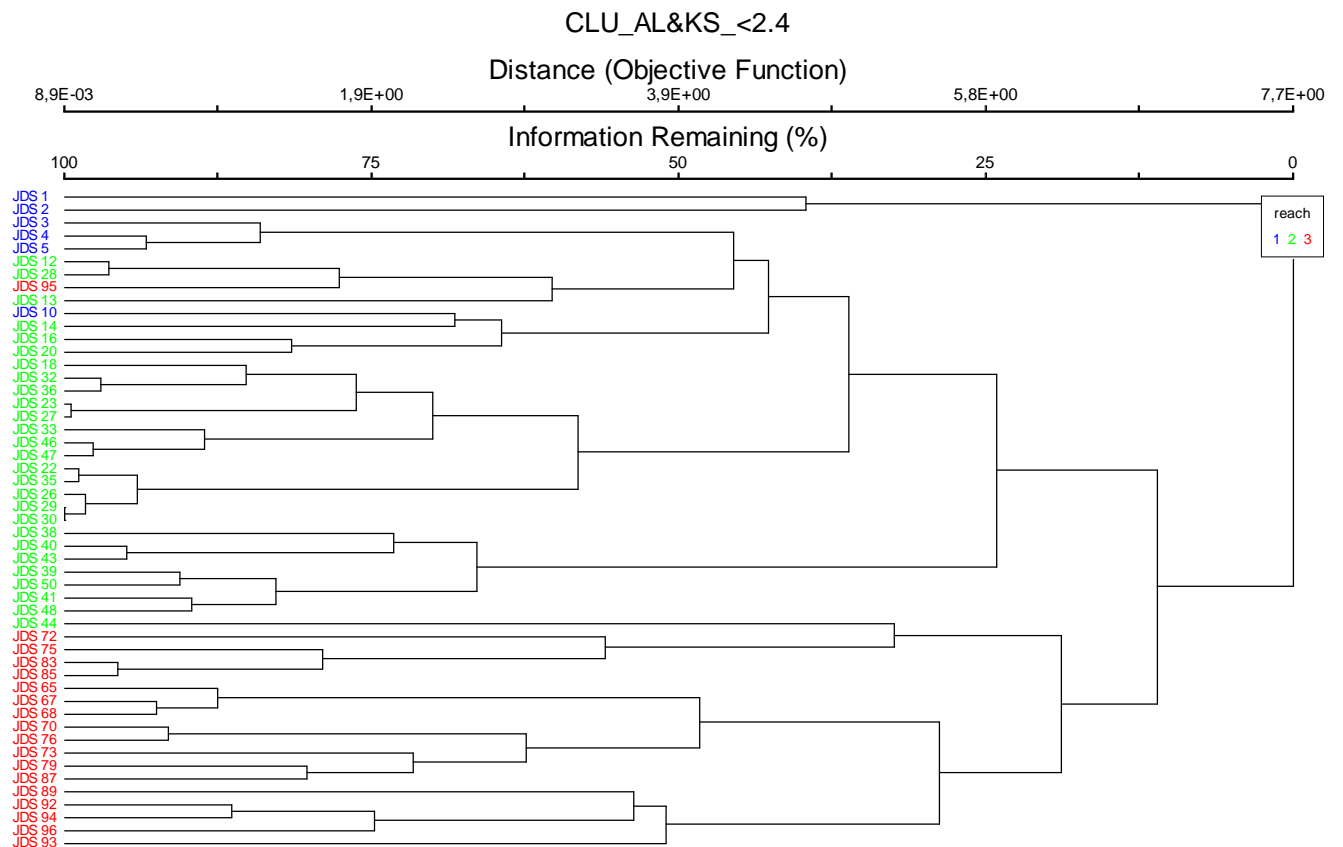 CLU_AL&KS_<2.4
Distance (Objective Function)
8,9E-03 1,9E+00 3,9E+00 5,8E+00 7,7E+00
Information Remaining (%)
100 75 50 25 0
reach
1 2 3
JDS 1
JDS 2
JDS 3
JDS 4
JDS 5
JDS 12
JDS 28
JDS 95
JDS 13
JDS 10
JDS 14
JDS 16
JDS 20
JDS 18
JDS 32
JDS 36
JDS 23
JDS 27
JDS 33
JDS 46
JDS 47
JDS 22
JDS 35
JDS 26
JDS 29
JDS 30
JDS 38
JDS 40
JDS 43
JDS 39
JDS 50
JDS 41
JDS 48
JDS 44
JDS 72
JDS 75
JDS 83
JDS 85
JDS 65
JDS 67
JDS 68
JDS 70
JDS 76
JDS 73
JDS 79
JDS 87
JDS 89
JDS 92
JDS 94
JDS 96
JDS 93